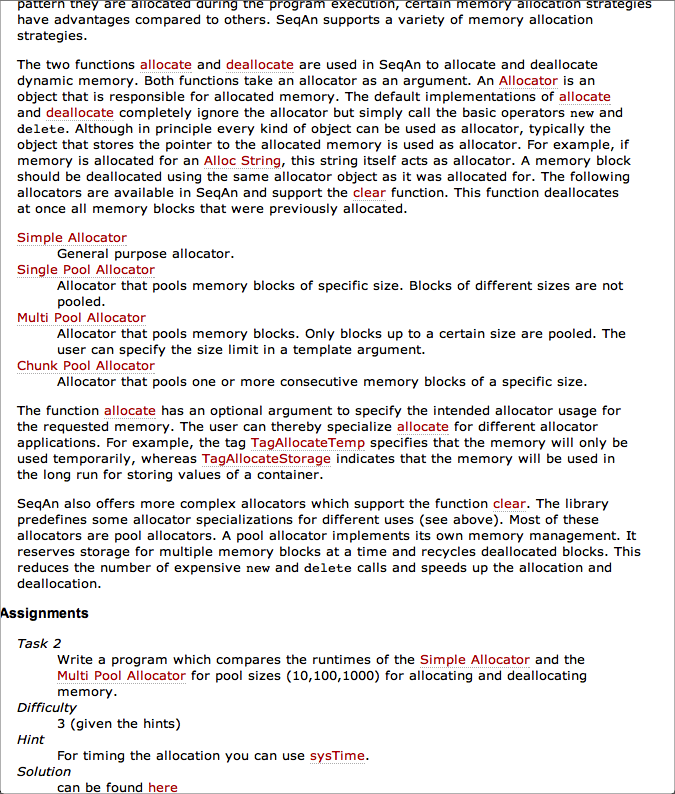 pattern they are allocated during the program execution, certain memory allocation strategies
have advantages compared to others. SeqAn supports a variety of memory allocation
strategies.
The two functions allocate and deallocate are used in SeqAn to allocate and deallocate
dynamic memory. Both functions take an allocator as an argument. An Allocator is an
object that is responsible for allocated memory. The default implementations of allocate
and deallocate completely ignore the allocator but simply call the basic operators new and
delete. Although in principle every kind of object can be used as allocator, typically the
object that stores the pointer to the allocated memory is used as allocator. For example, if
memory is allocated for an Alloc String, this string itself acts as allocator. A memory block
should be deallocated using the same allocator object as it was allocated for. The following
allocators are available in SeqAn and support the clear function. This function deallocates
at once all memory blocks that were previously allocated.
Simple Allocator
General purpose allocator.
Single Pool Allocator
Allocator that pools memory blocks of specific size. Blocks of different sizes are not
pooled.
Multi Pool Allocator
Allocator that pools memory blocks. Only blocks up to a certain size are pooled. The
user can specify the size limit in a template argument.
Chunk Pool Allocator
Allocator that pools one or more consecutive memory blocks of a specific size.
The function allocate has an optional argument to specify the intended allocator usage for
the requested memory. The user can thereby specialize allocate for different allocator
applications. For example, the tag TagAllocateTemp specifies that the memory will only be
used temporarily, whereas TagAllocateStorage indicates that the memory will be used in
the long run for storing values of a container.
SeqAn also offers more complex allocators which support the function clear. The library
predefines some allocator specializations for different uses (see above). Most of these
allocators are pool allocators. A pool allocator implements its own memory management. It
reserves storage for multiple memory blocks at a time and recycles deallocated blocks. This
reduces the number of expensive new and delete calls and speeds up the allocation and
deallocation.
Assignments
Task 2
Write a program which compares the runtimes of the Simple Allocator and the
Multi Pool Allocator for pool sizes (10,100,1000) for allocating and deallocating
memory.
Difficulty
3 (given the hints)
Hint
For timing the allocation you can use sysTime.
Solution
can be found here